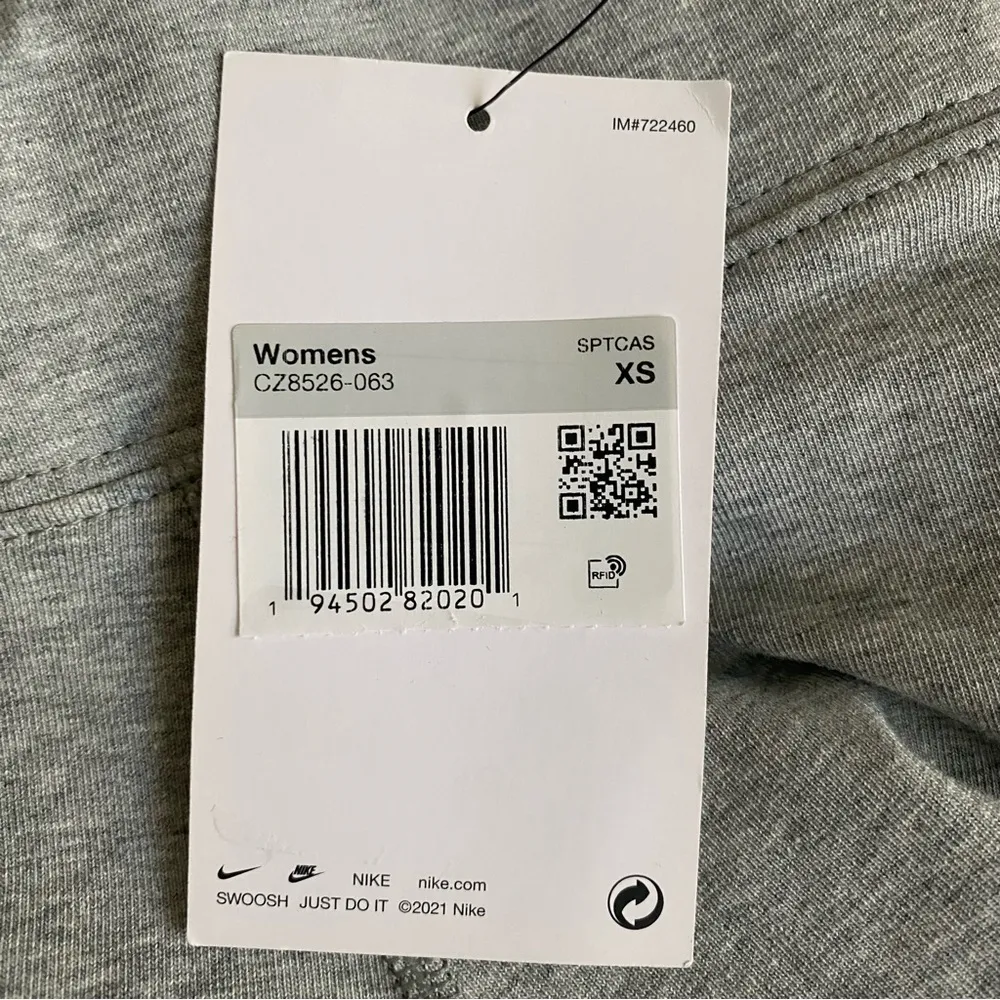 IM#722460
Womens SPTCAS
CZ8526-063 XS
RFID
1 94502 82020 1
NIKE NIKE nike.com
SWOOSH JUST DO IT ©2021 Nike